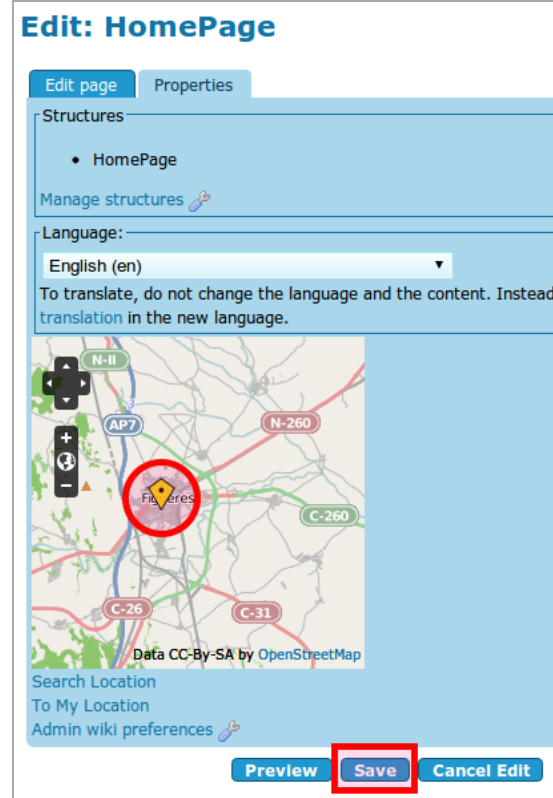 Edit: HomePage
Edit page
Properties
Structures
HomePage
Manage structures
Language:
English (en)
To translate, do not change the language and the content. Instead
translation in the new language.
N-II
3
AP7
N-260
Figueres
C-260
C-26
C-31
Data CC-By-SA by OpenStreetMap
Search Location
To My Location
Admin wiki preferences
Preview
Save
Cancel Edit